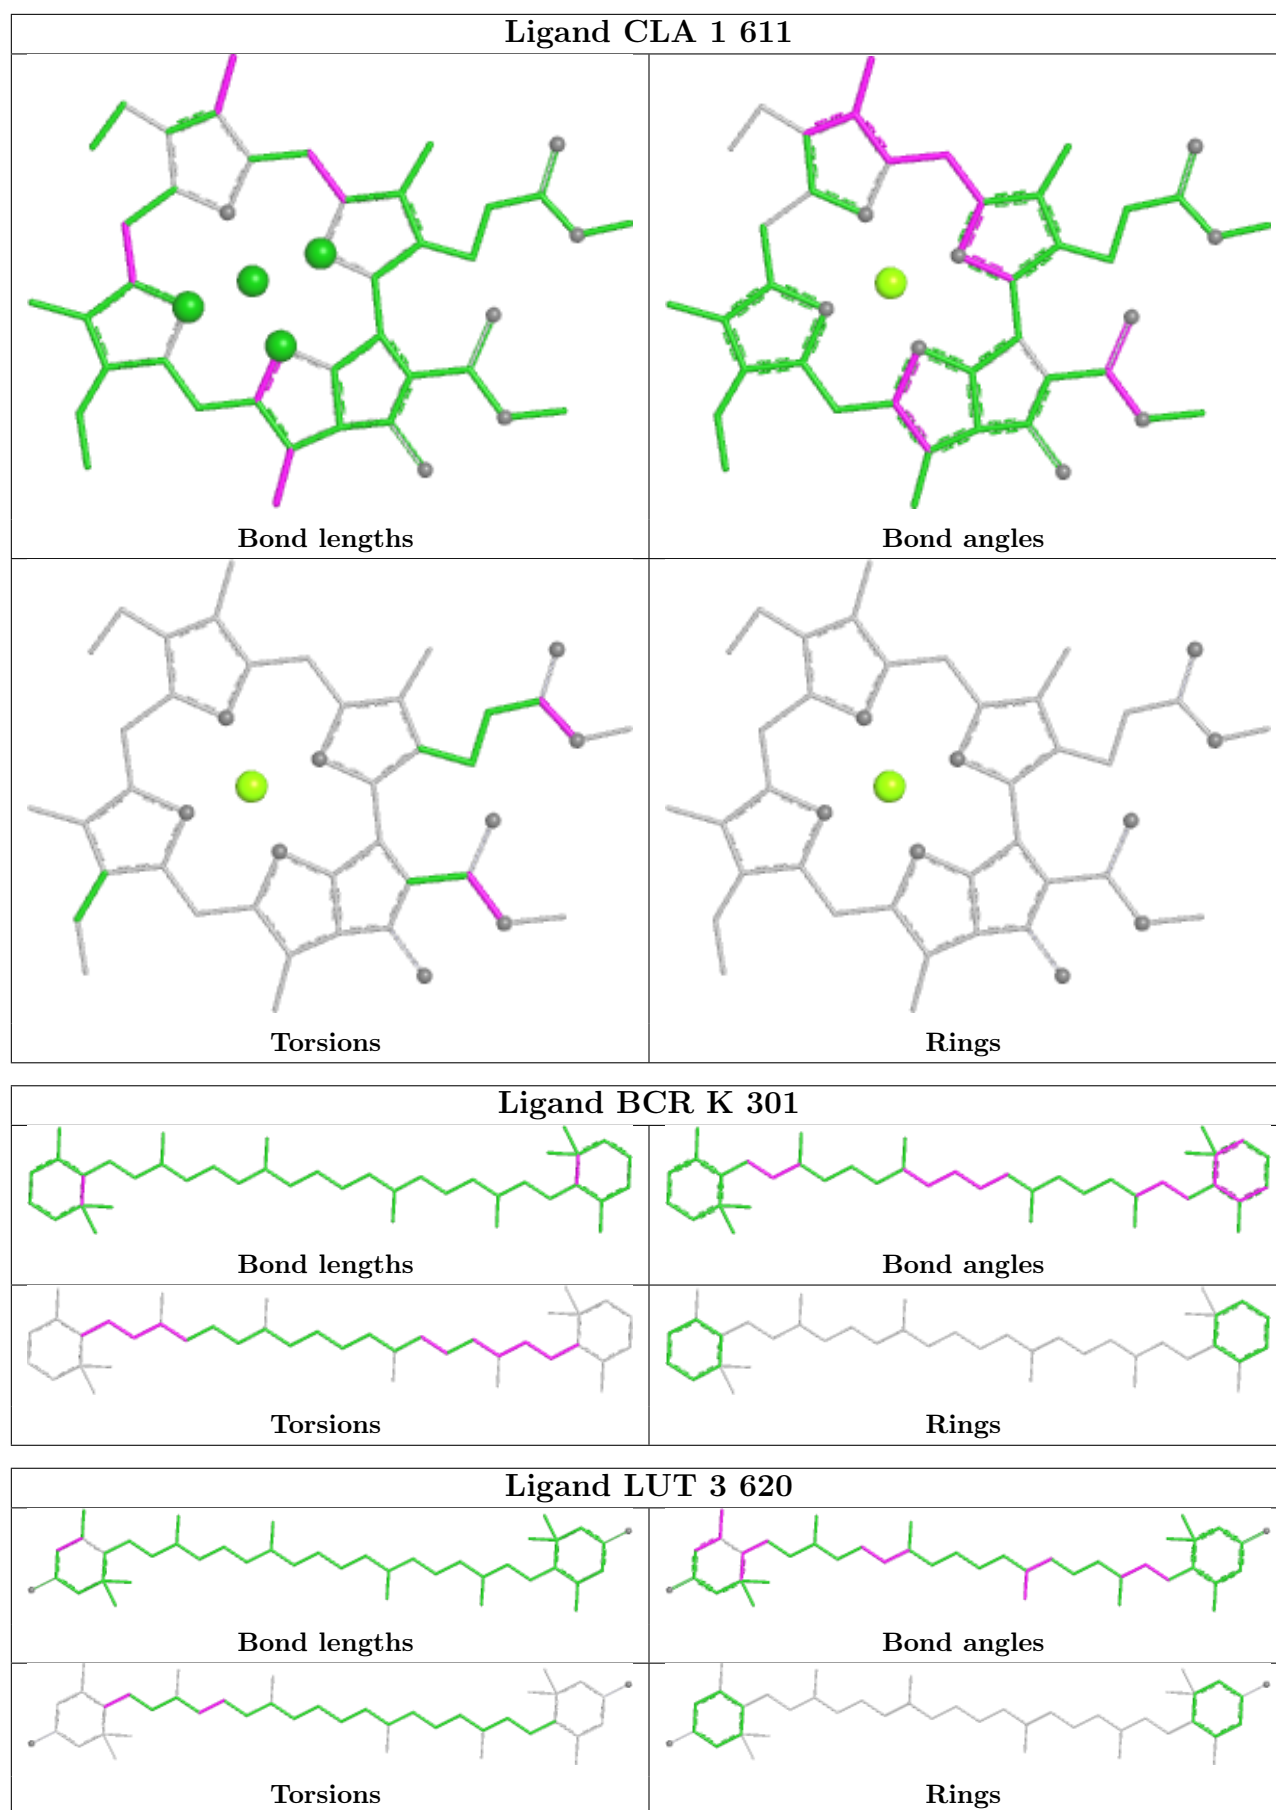 Ligand CLA 1 611
Bond lengths
Bond angles
Torsions
Rings
Ligand BCR K 301
Bond lengths
Bond angles
Torsions
Rings
Ligand LUT 3 620
Bond lengths
Bond angles
Torsions
Rings